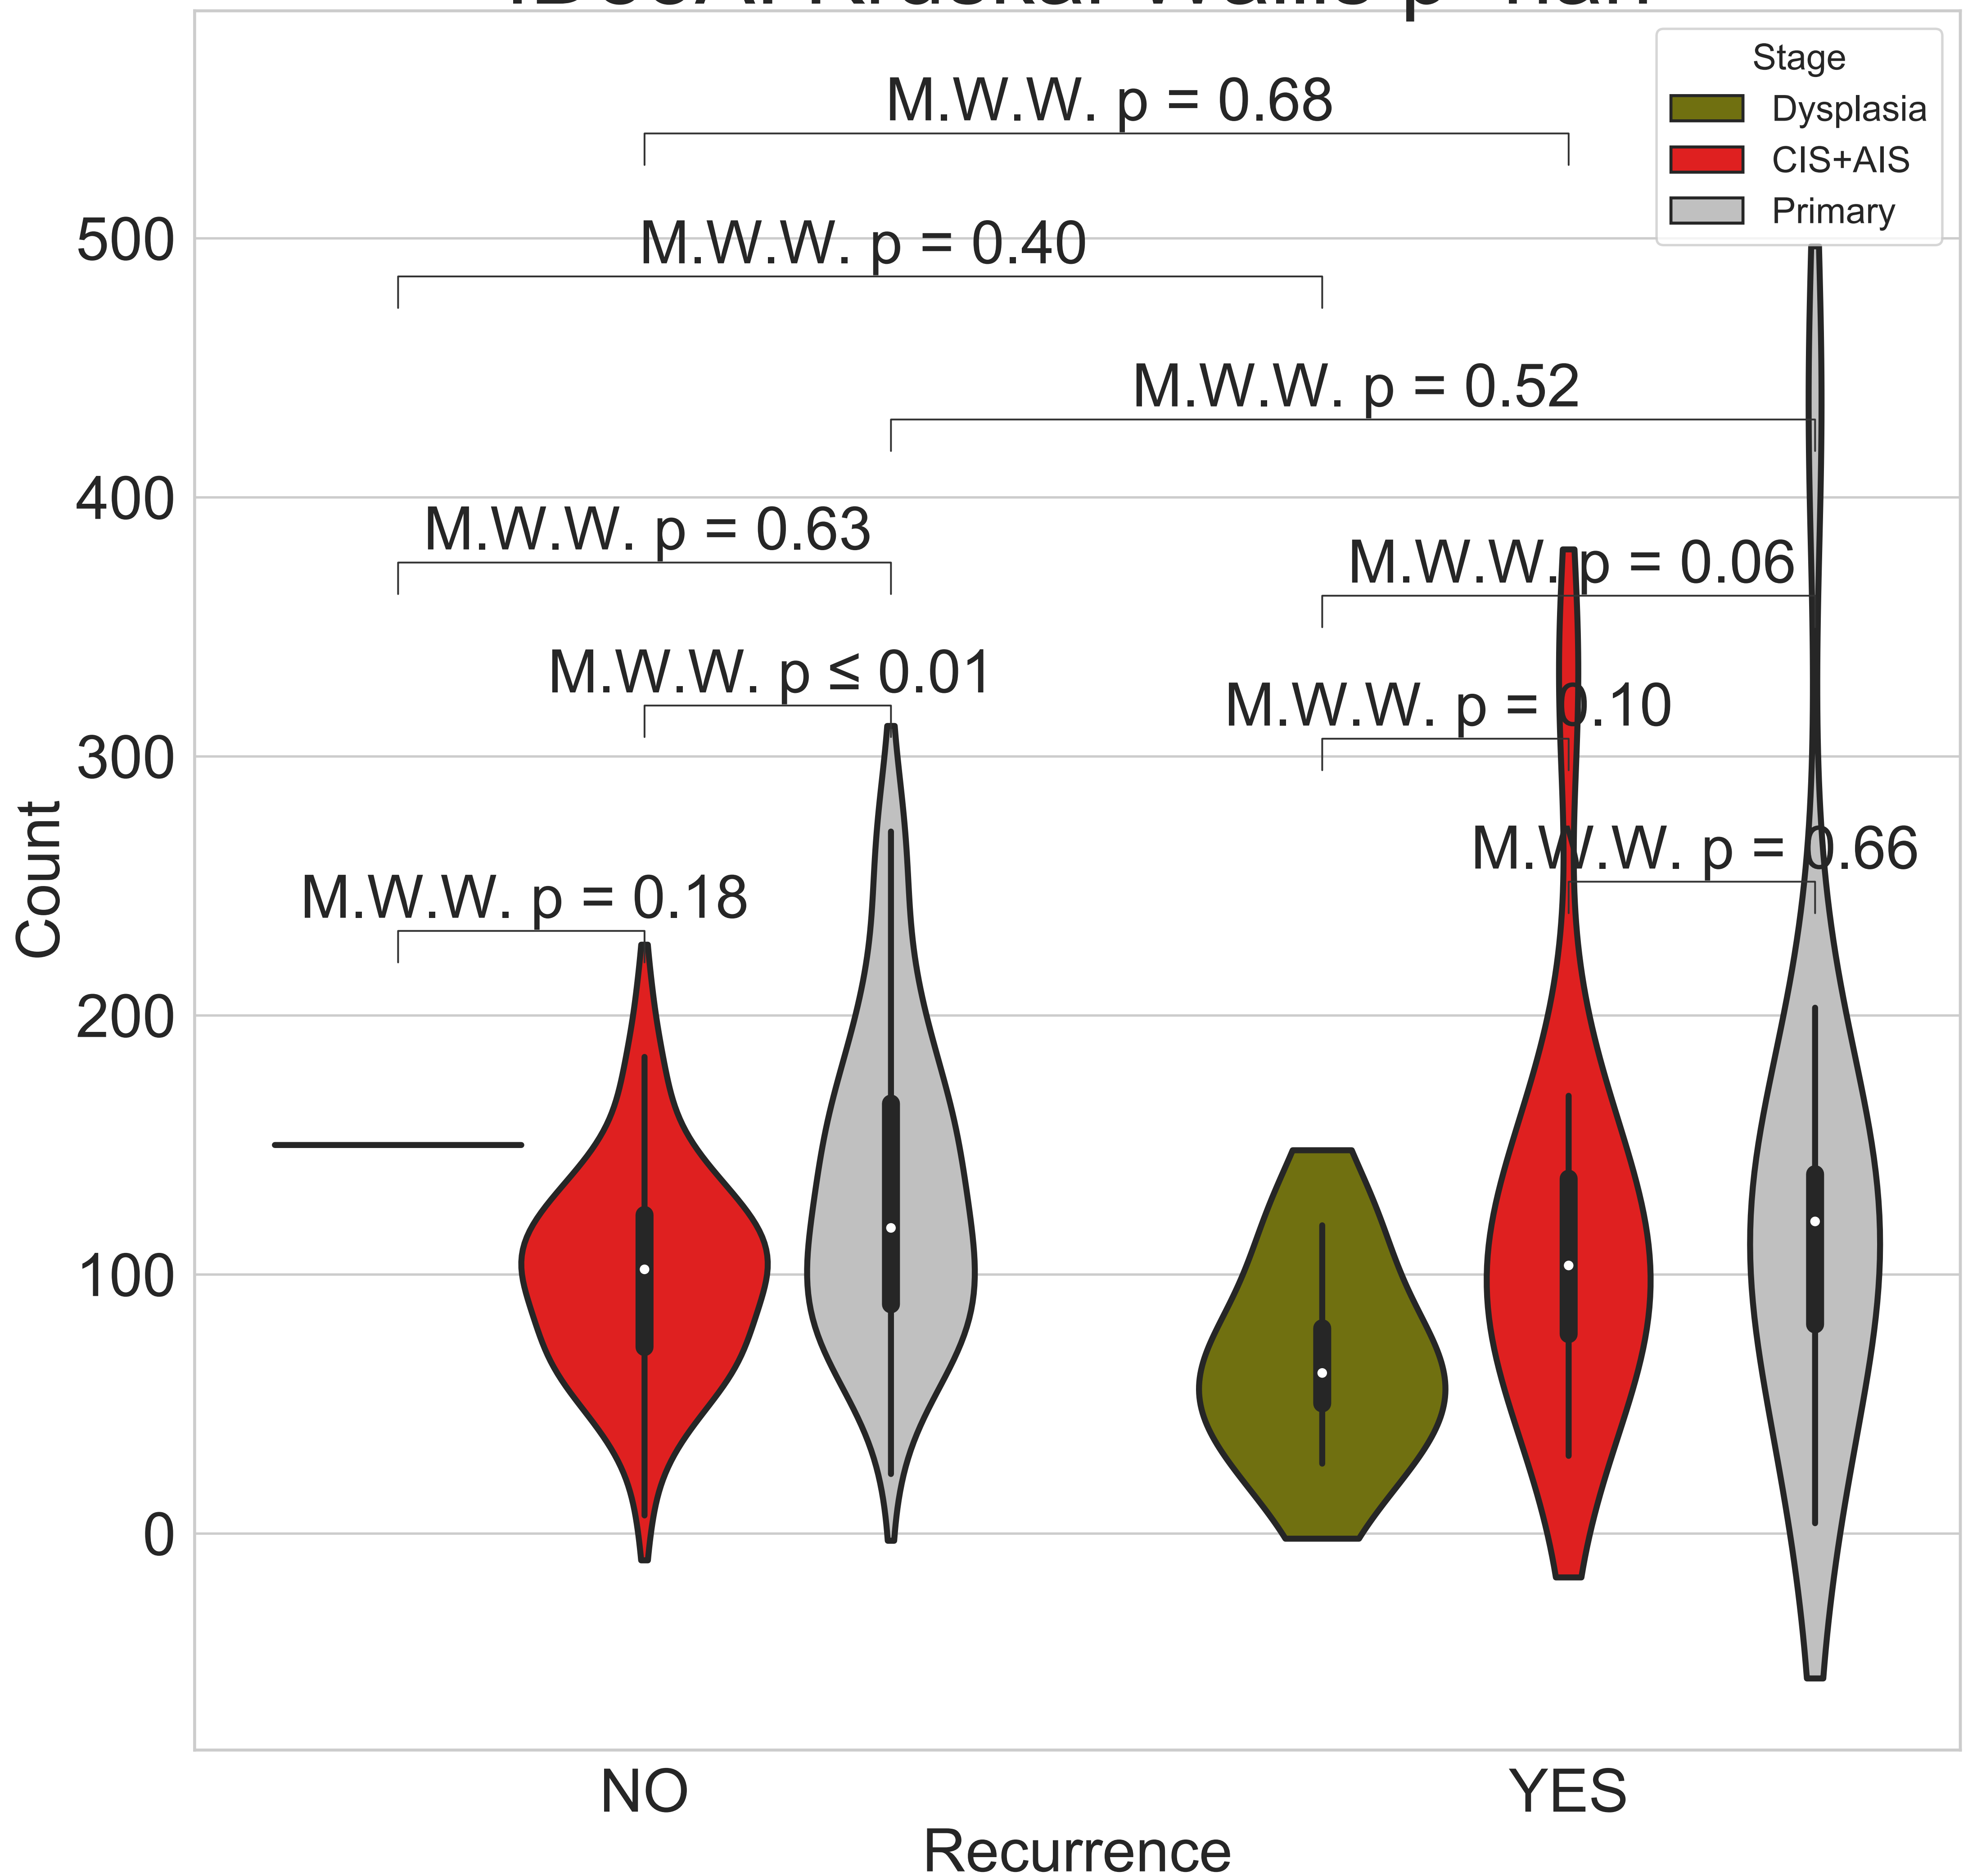 Stage
Dysplasia
CIS+AIS
Primary
M.W.W. p = 0.68
M.W.W. p = 0.40
M.W.W. p = 0.52
M.W.W. p = 0.63
M.W.W. p = 0.06
M.W.W. p ≤ 0.01
M.W.W. p = 0.10
M.W.W. p = 0.66
M.W.W. p = 0.18
500
400
300
200
100
0
Count
NO
YES
Recurrence